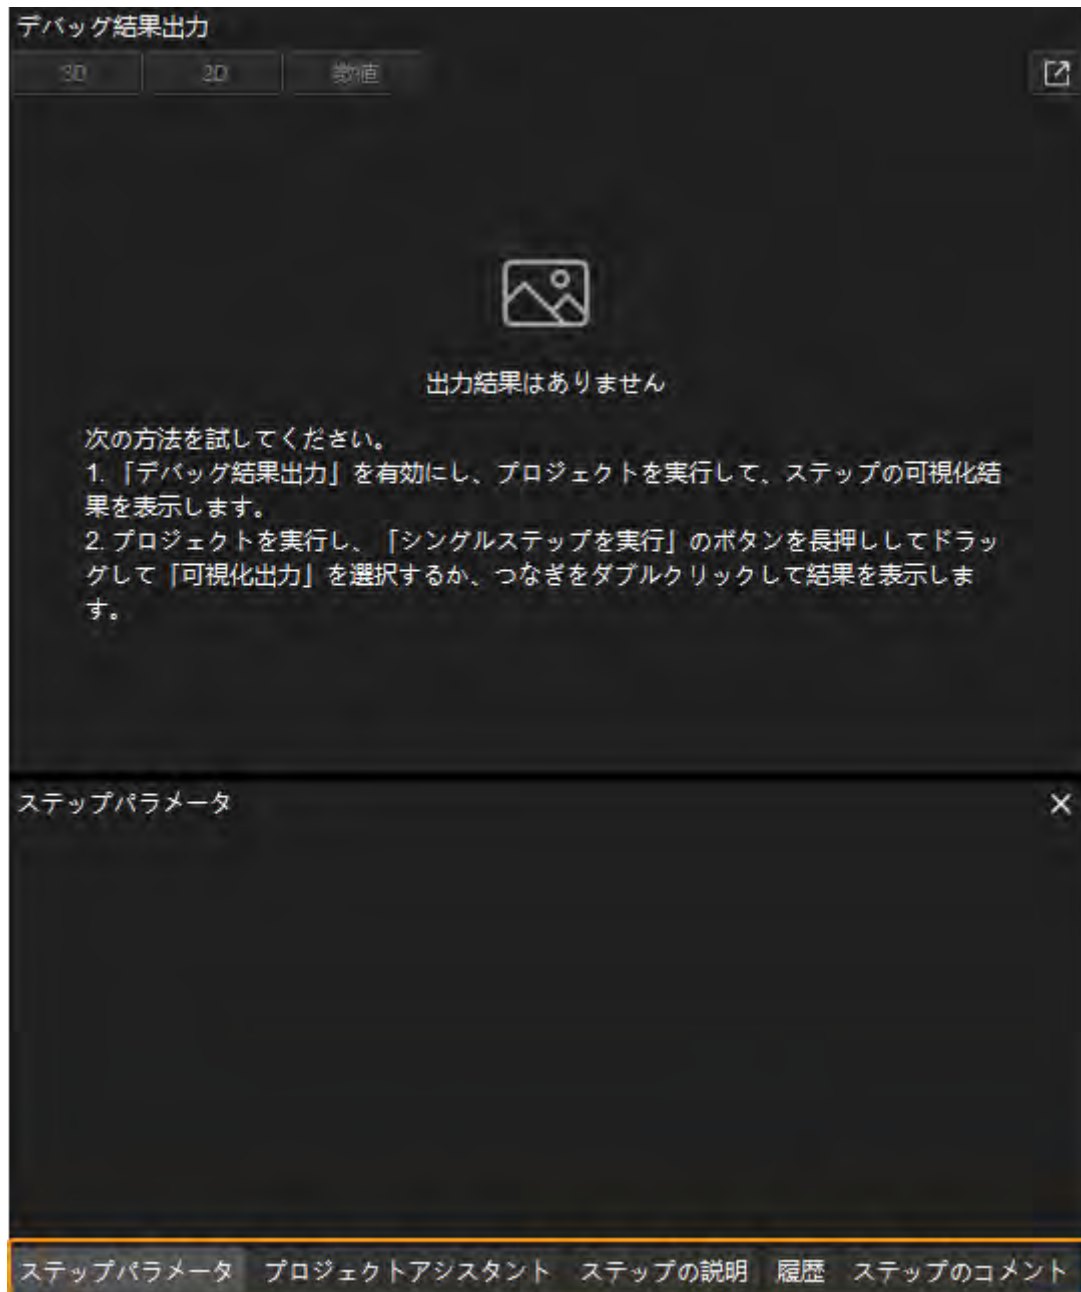 デバッグ結果出力
3D 2D 数値
出力結果はありません
次の方法を試してください。
1.「デバッグ結果出力」を有効にし、プロジェクトを実行して、ステップの可視化結
果を表示します。
2. プロジェクトを実行し、「シングルステップを実行」のボタンを長押ししてドラッ
グして「可視化出力」を選択するか、つなぎをダブルクリックして結果を表示しま
す。
ステップパラメータ
ステップパラメータ プロジェクトアシスタント ステップの説明 履歴 ステップのコメント